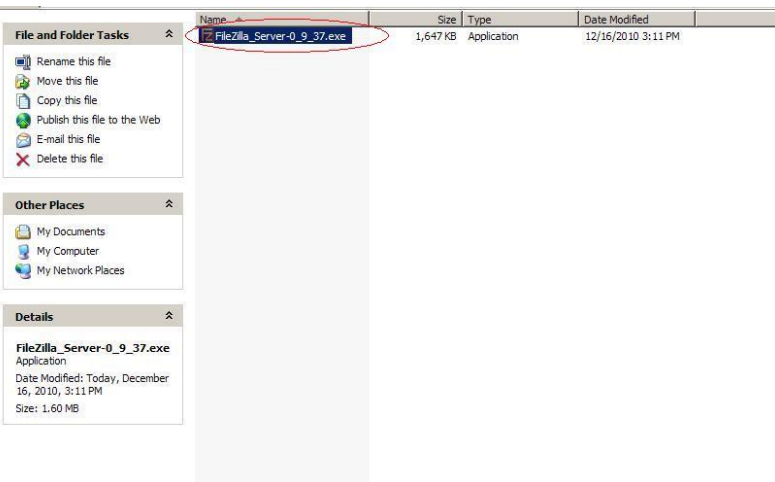 Name Size Type Date Modified
FileZilla_Server-0_9_37.exe 1,647 KB Application 12/16/2010 3:11 PM
File and Folder Tasks
Rename this file
Move this file
Copy this file
Publish this file to the Web
E-mail this file
Delete this file
Other Places
My Documents
My Computer
My Network Places
Details
FileZilla_Server-0_9_37.exe
Application
Date Modified: Today, December
16, 2010, 3:11 PM
Size: 1.60 MB